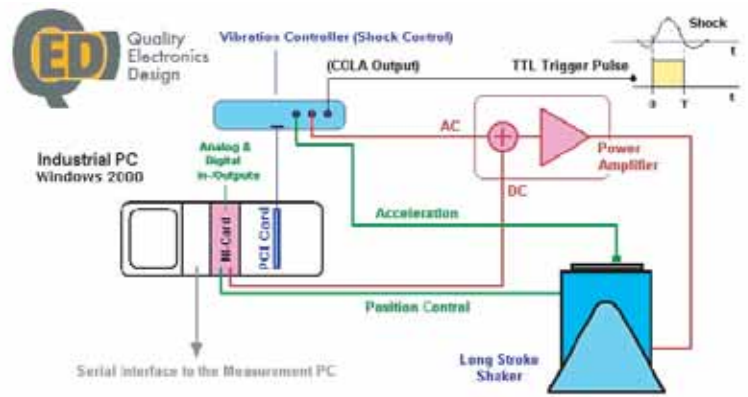 QED
Quality
Electronics
Design
Vibration Controller (Shock Control)
Shock
t
(COLA Output)
TTL Trigger Pulse
t
0
T
AC
Analog &
Digital
In-/Outputs
Power
Amplifier
Industrial PC
Windows 2000
DC
Acceleration
NI-Card
PCI Card
Position Control
Long Stroke
Shaker
Serial Interface to the Measurement PC